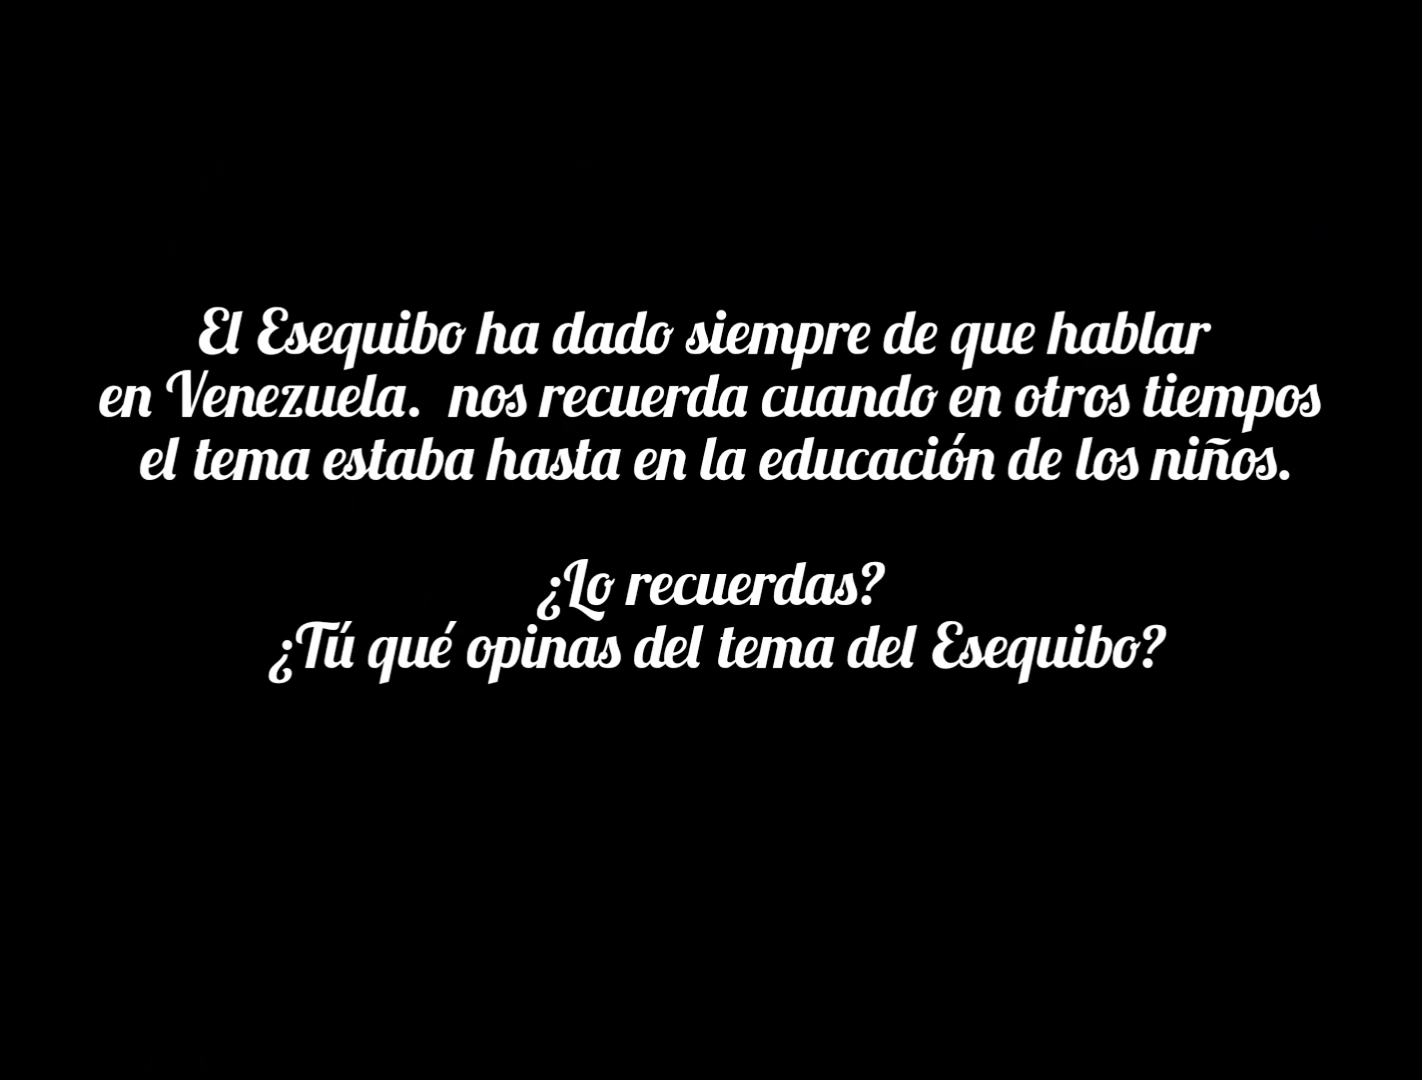 El Esequibo ha dado siempre de que hablar
en Venezuela.  nos recuerda cuando en otros tiempos
el tema estaba hasta en la educación de los niños.
¿Lo recuerdas?
¿Tú qué opinas del tema del Esequibo?